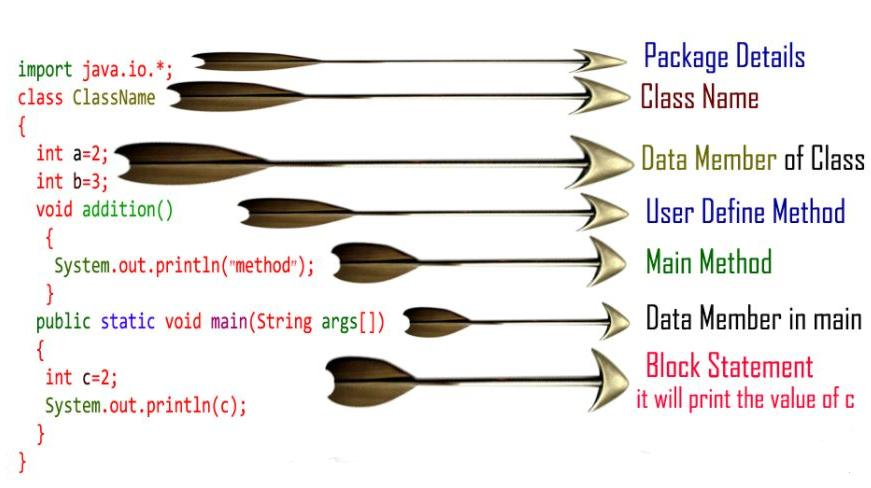 import java.io.*;
class ClassName
{
int a=2;
int b=3;
void addition()
{
System.out.println("method");
}
public static void main(String args[])
{
int c=2;
System.out.println(c);
}
}
Package Details
Class Name
Data Member of Class
User Define Method
Main Method
Data Member in main
Block Statement
it will print the value of c